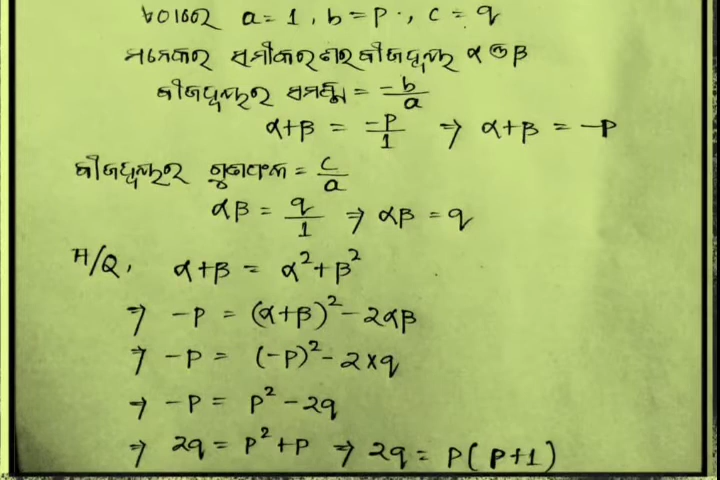 ଏଠାରେ a = 1, b = p, c = q
ମନେକର ସମୀକରଣର ବୀଜଦ୍ୱୟ α ଓ β
ବୀଜଦ୍ୱୟର ସମଷ୍ଟି = -b/a
α+β = -p/1 ⇒ α+β = -p
ବୀଜଦ୍ୱୟର ଗୁଣଫଳ = c/a
αβ = q/1 ⇒ αβ = q
A/Q, α+β = α²+β²
⇒ -p = (α+β)² - 2αβ
⇒ -p = (-p)² - 2×q
⇒ -p = p² - 2q
⇒ 2q = p²+p ⇒ 2q = p(p+1)